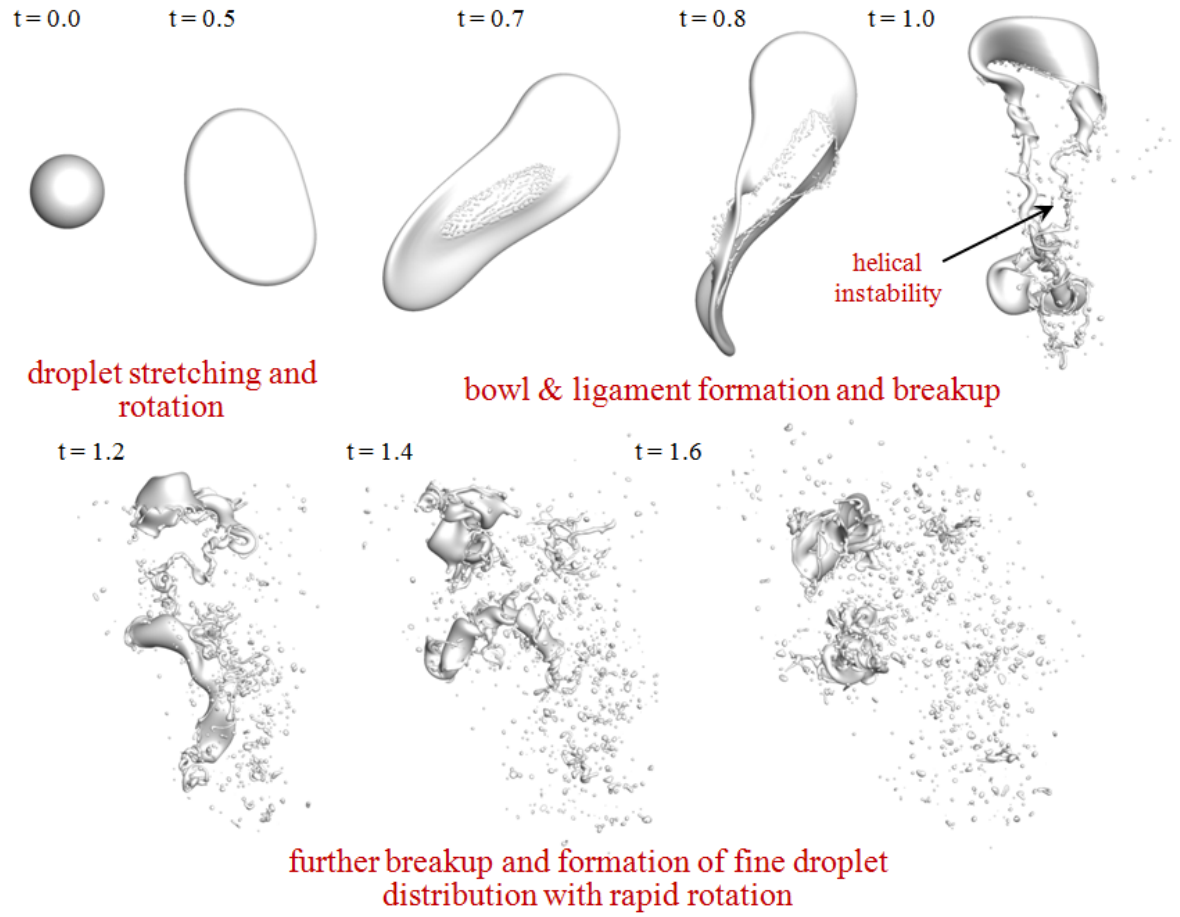 t = 0.0
t = 0.5
t = 0.7
t = 0.8
t = 1.0
helical
instability
droplet stretching and
rotation
bowl & ligament formation and breakup
t = 1.2
t = 1.4
t = 1.6
further breakup and formation of fine droplet
distribution with rapid rotation